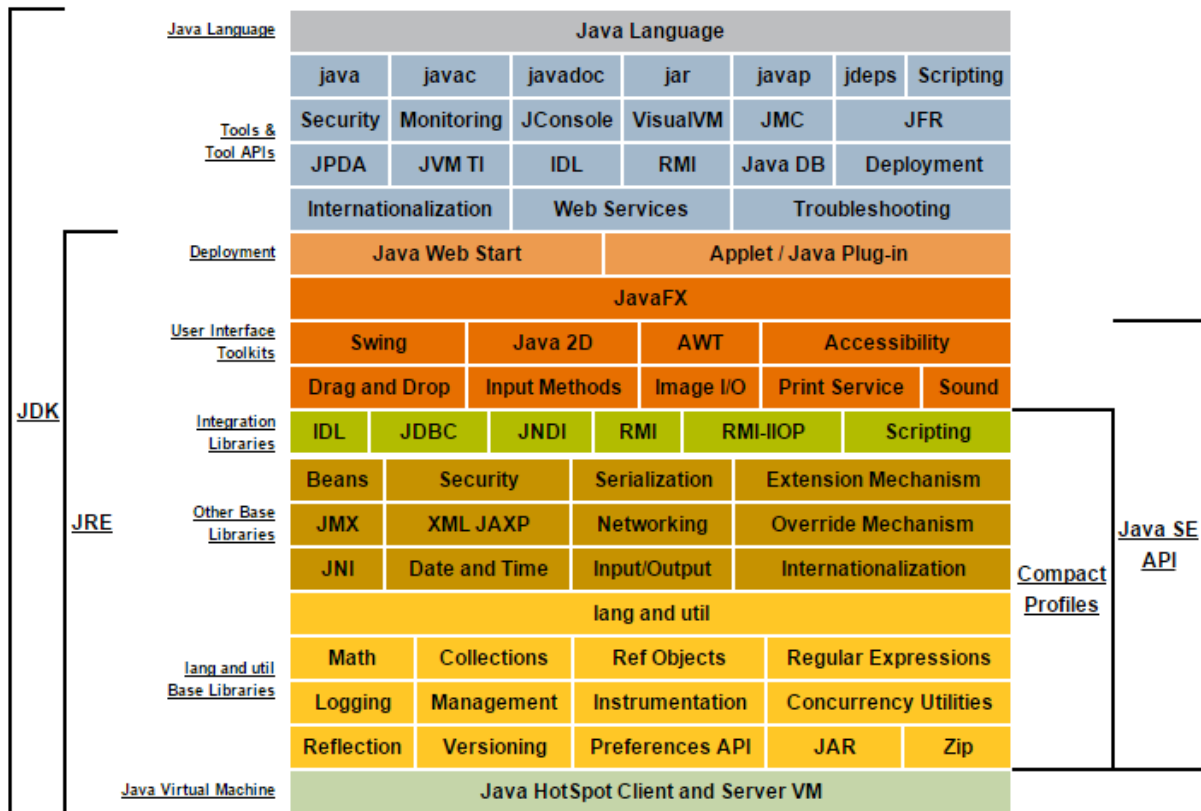 Java Language
Java Language
java javac javadoc jar javap jdeps Scripting
Security Monitoring JConsole VisualVM JMC JFR
Tools &
Tool APIs
JPDA JVM TI IDL RMI Java DB Deployment
Internationalization Web Services Troubleshooting
Deployment
Java Web Start Applet / Java Plug-in
JavaFX
User Interface
Toolkits
Swing Java 2D AWT Accessibility
Drag and Drop Input Methods Image I/O Print Service Sound
JDK
Integration
Libraries
IDL JDBC JNDI RMI RMI-IIOP Scripting
Beans Security Serialization Extension Mechanism
JRE
Other Base
Libraries
JMX XML JAXP Networking Override Mechanism
Java SE
API
JNI Date and Time Input/Output Internationalization
Compact
Profiles
lang and util
lang and util
Base Libraries
Math Collections Ref Objects Regular Expressions
Logging Management Instrumentation Concurrency Utilities
Reflection Versioning Preferences API JAR Zip
Java Virtual Machine
Java HotSpot Client and Server VM